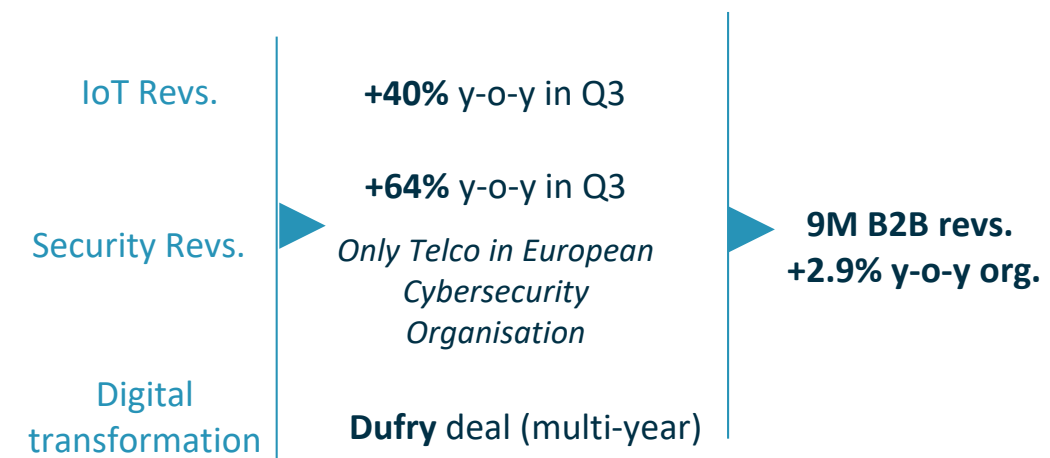 IoT Revs.
+40% y-o-y in Q3
Security Revs.
+64% y-o-y in Q3
Only Telco in European
Cybersecurity
Organisation
Digital
transformation
Dufry deal (multi-year)
9M B2B revs.
+2.9% y-o-y org.